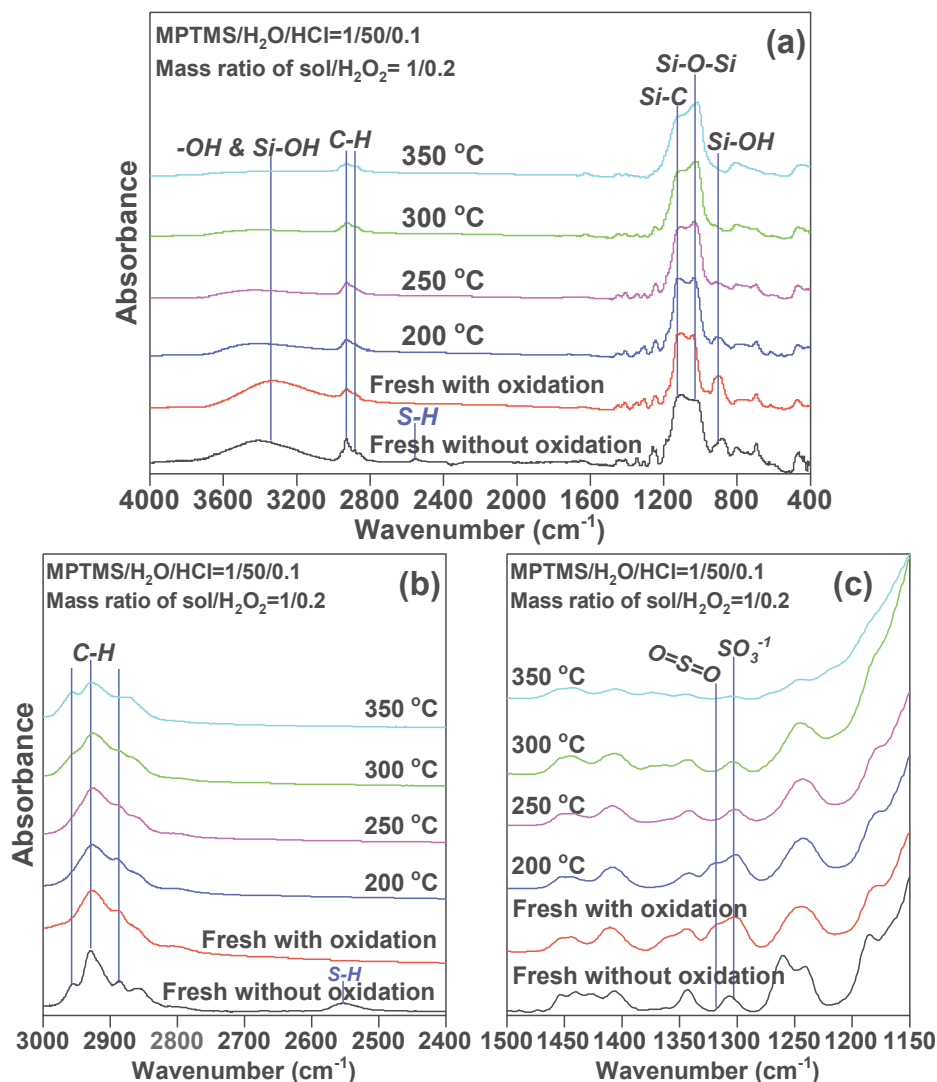 MPTMS/H₂O/HCl=1/50/0.1
(a)
Mass ratio of sol/H₂O₂= 1/0.2
Si-O-Si
Si-C
-OH & Si-OH
C-H
Si-OH
350 °C
300 °C
250 °C
200 °C
Fresh with oxidation
S-H
Fresh without oxidation
Absorbance
4000 3600 3200 2800 2400 2000 1600 1200 800 400
Wavenumber (cm⁻¹)
MPTMS/H₂O/HCl=1/50/0.1
(b)
Mass ratio of sol/H₂O₂=1/0.2
C-H
350 °C
300 °C
250 °C
200 °C
Fresh with oxidation
S-H
Fresh without oxidation
Absorbance
3000 2900 2800 2700 2600 2500 2400
Wavenumber (cm⁻¹)
MPTMS/H₂O/HCl=1/50/0.1
(c)
Mass ratio of sol/H₂O₂=1/0.2
O=S=O
SO₃⁻¹
350 °C
300 °C
250 °C
200 °C
Fresh with oxidation
Fresh without oxidation
1500 1450 1400 1350 1300 1250 1200 1150
Wavenumber (cm⁻¹)